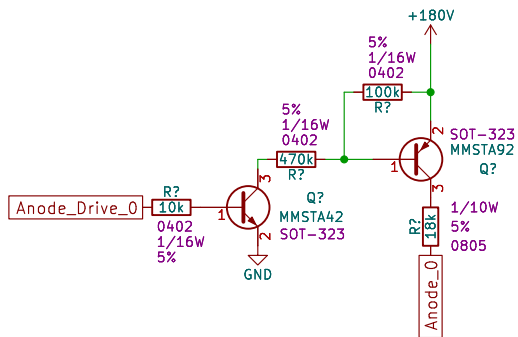 +180V
5%
1/16W
0402
100k
R?
2
SOT-323
MMSTA92
Q?
1
3
5%
1/16W
0402
470k
R?
3
Q?
MMSTA42
SOT-323
1
2
GND
Anode_Drive_0
R?
10k
0402
1/16W
5%
1/10W
5%
0805
R?
18k
Anode_0